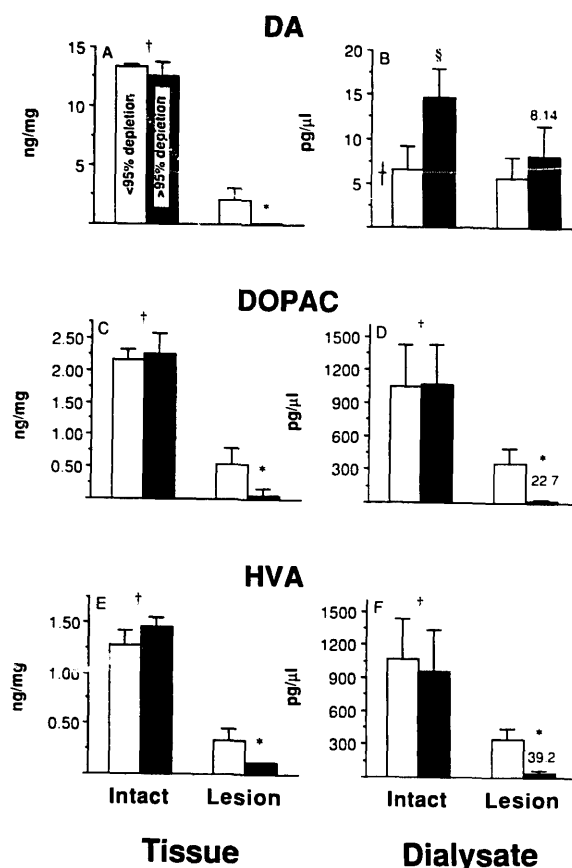 DA
A
†
ng/mg
15
10
5
<95% depletion
>95% depletion
*
B
§
pg/µl
20
15
10
5
8.14
DOPAC
C
†
ng/mg
2.50
2.00
1.50
1.00
0.50
*
D
†
pg/µl
1500
1200
900
600
300
*
22 7
HVA
E
†
ng/mg
1.50
1.00
0.50
*
Intact Lesion
Tissue
F
†
pg/µl
1500
1200
900
600
300
*
39.2
Intact Lesion
Dialysate